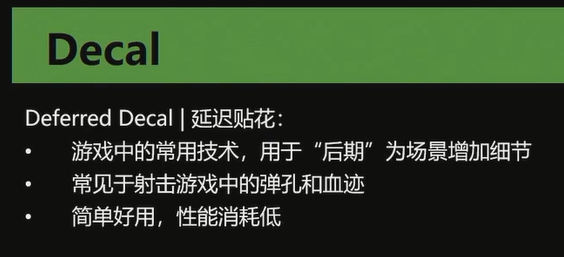 Decal
Deferred Decal | 延迟贴花：
• 游戏中的常用技术，用于“后期”为场景增加细节
• 常见于射击游戏中的弹孔和血迹
• 简单好用，性能消耗低